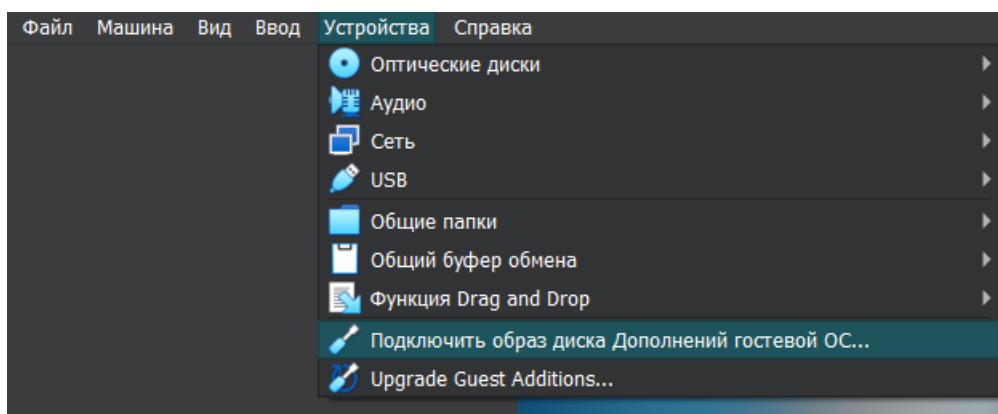 Файл Машина Вид Ввод Устройства Справка
Оптические диски
Аудио
Сеть
USB
Общие папки
Общий буфер обмена
Функция Drag and Drop
Подключить образ диска Дополнений гостевой ОС...
Upgrade Guest Additions...